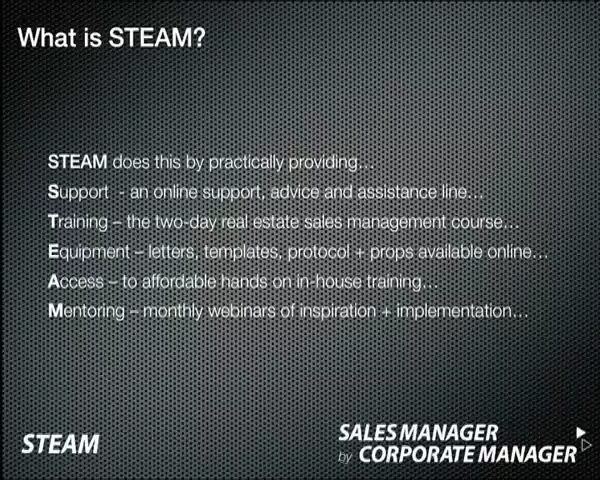 What is STEAM?
STEAM does this by practically providing...
Support - an online support, advice and assistance line...
Training – the two-day real estate sales management course...
Equipment – letters, templates, protocol + props available online...
Access – to affordable hands on in-house training...
Mentoring – monthly webinars of inspiration + implementation...
STEAM
SALES MANAGER
by CORPORATE MANAGER